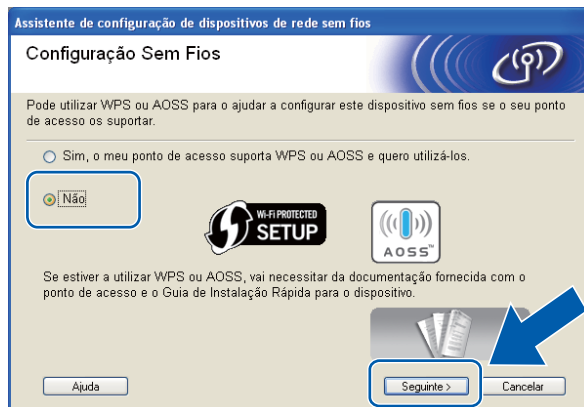 Assistente de configuração de dispositivos de rede sem fios
Configuração Sem Fios
Pode utilizar WPS ou AOSS para o ajudar a configurar este dispositivo sem fios se o seu ponto
de acesso os suportar.
Sim, o meu ponto de acesso suporta WPS ou AOSS e quero utilizá-los.
Não
WI-FI PROTECTED
SETUP
AOSS™
Se estiver a utilizar WPS ou AOSS, vai necessitar da documentação fornecida com o
ponto de acesso e o Guia de Instalação Rápida para o dispositivo.
Ajuda
Seguinte >
Cancelar